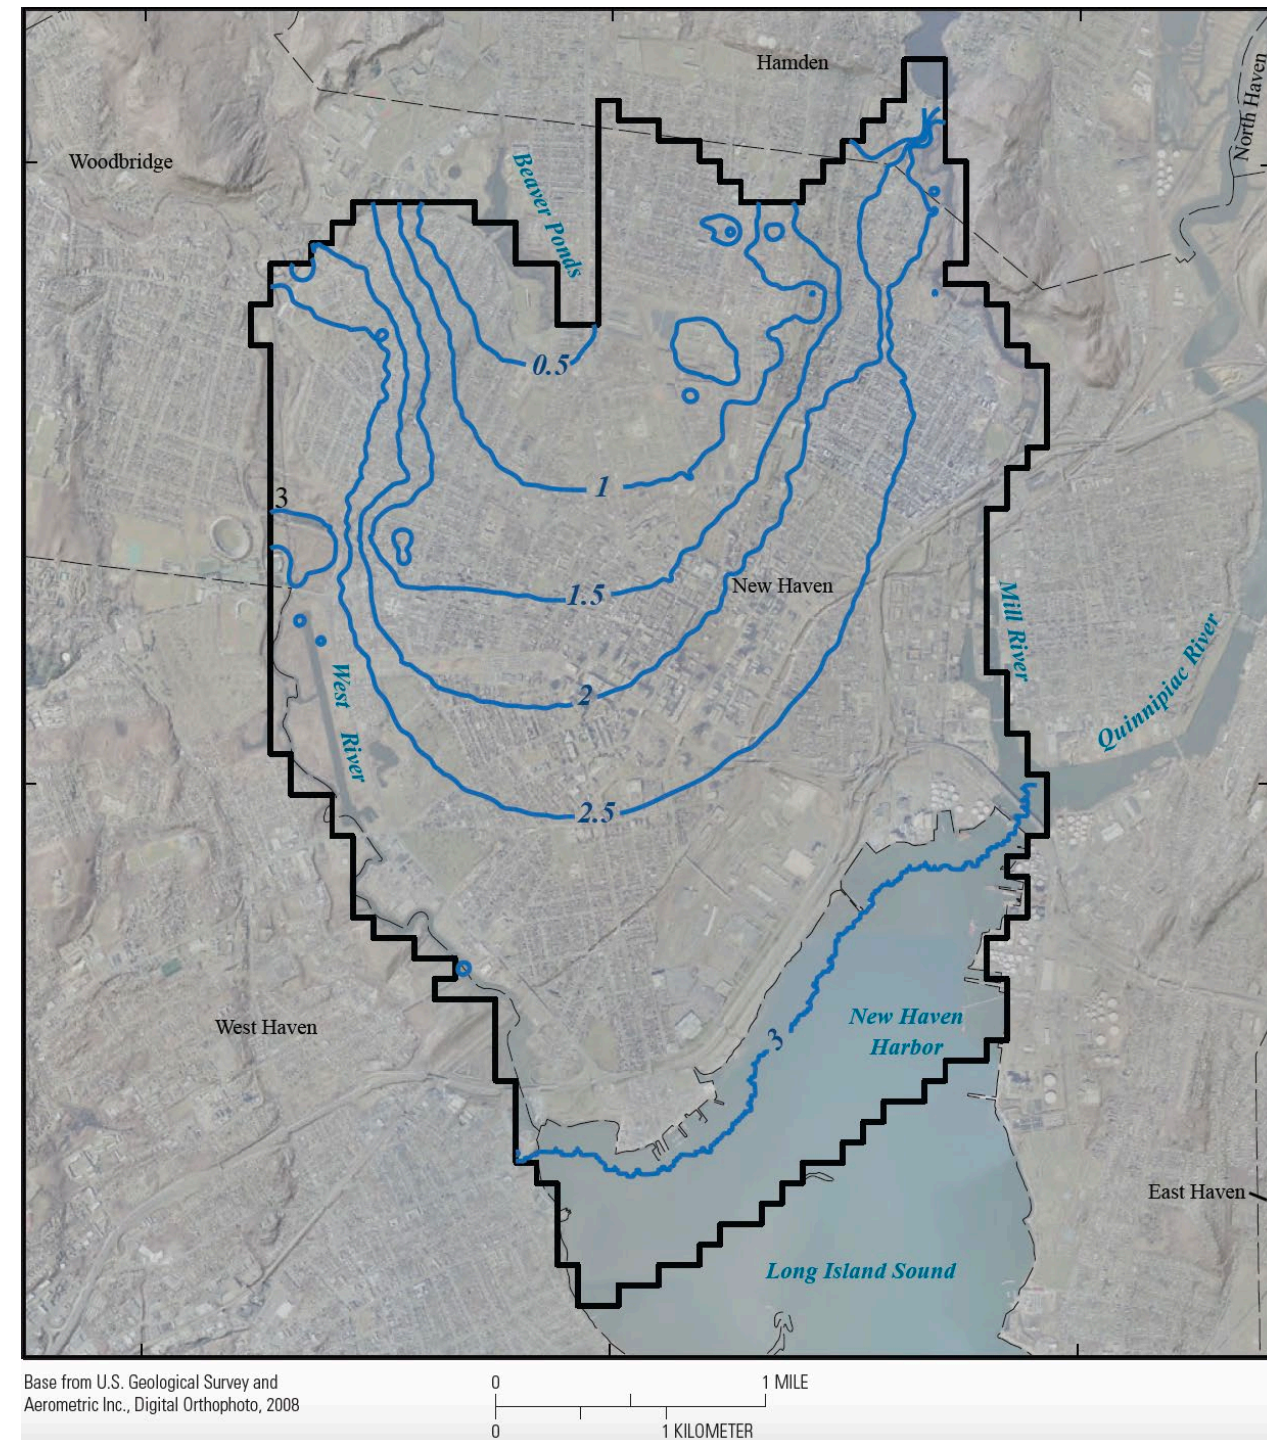 Hamden
North Haven
Woodbridge
Beaver Ponds
0.5
1
3
1.5
New Haven
2
Mill River
West River
Quinnipiac River
2.5
New Haven
Harbor
West Haven
3
East Haven
Long Island Sound
Base from U.S. Geological Survey and
Aerometric Inc., Digital Orthophoto, 2008
0 1 MILE
0 1 KILOMETER